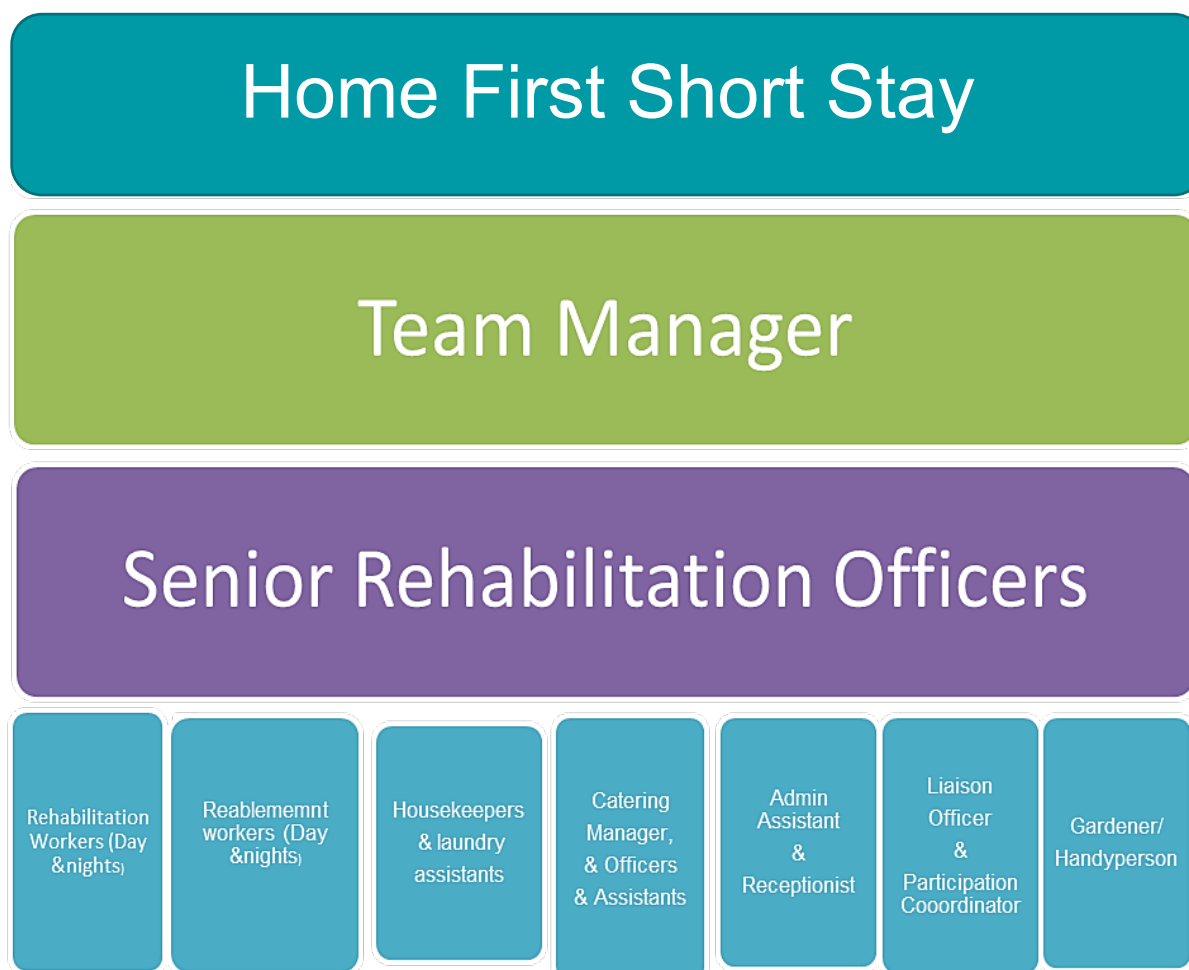 Home First Short Stay
Team Manager
Senior Rehabilitation Officers
Rehabilitation
Workers (Day
&nights)
Reablememnt
workers (Day
&nights)
Housekeepers
& laundry
assistants
Catering
Manager,
& Officers
& Assistants
Admin
Assistant
&
Receptionist
Liaison
Officer
&
Participation
Cooordinator
Gardener/
Handyperson